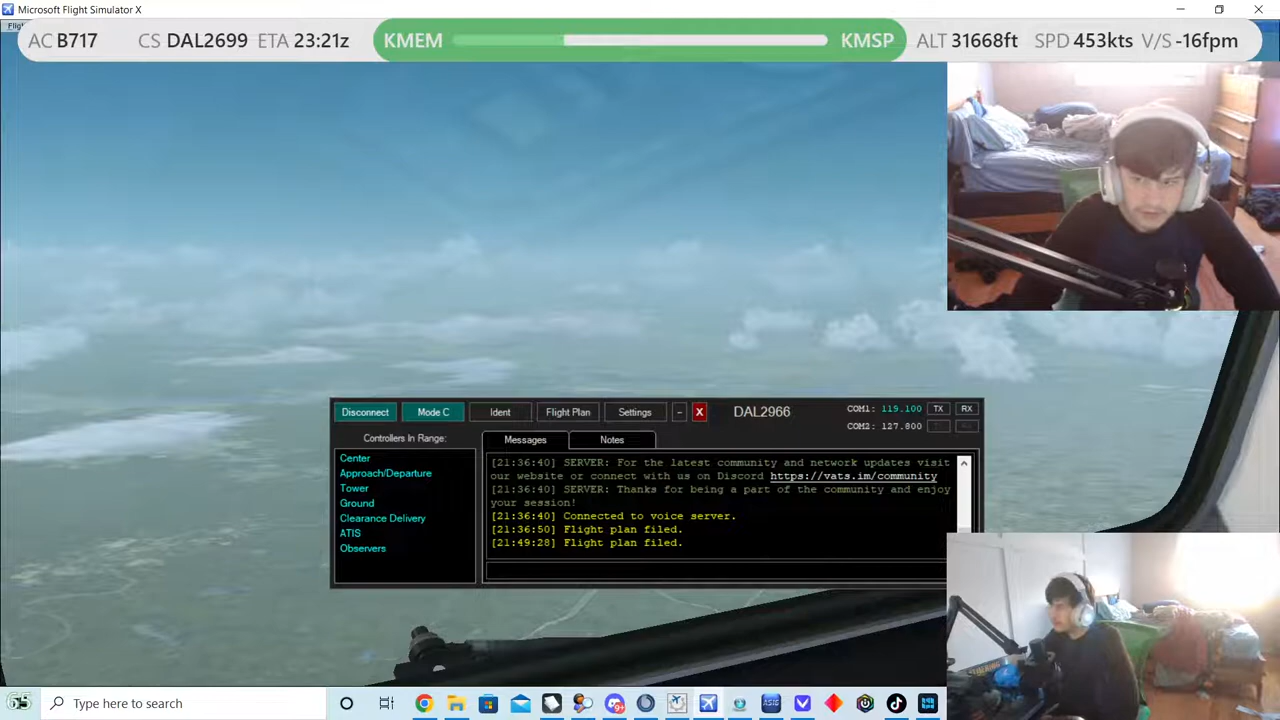 Microsoft Flight Simulator X
AC B717 CS DAL2699 ETA 23:21z KMEM KMSP ALT 31668ft SPD 453kts V/S -16fpm
Disconnect Mode C Ident Flight Plan Settings – X DAL2966 COM1: 119.100 TX RX
COM2: 127.800
Controllers In Range:
Center
Approach/Departure
Tower
Ground
Clearance Delivery
ATIS
Observers
Messages Notes
[21:36:40] SERVER: For the latest community and network updates visit
our website or connect with us on Discord https://vats.im/community
[21:36:40] SERVER: Thanks for being a part of the community and enjoy
your session!
[21:36:40] Connected to voice server.
[21:36:50] Flight plan filed.
[21:49:28] Flight plan filed.
65
Type here to search